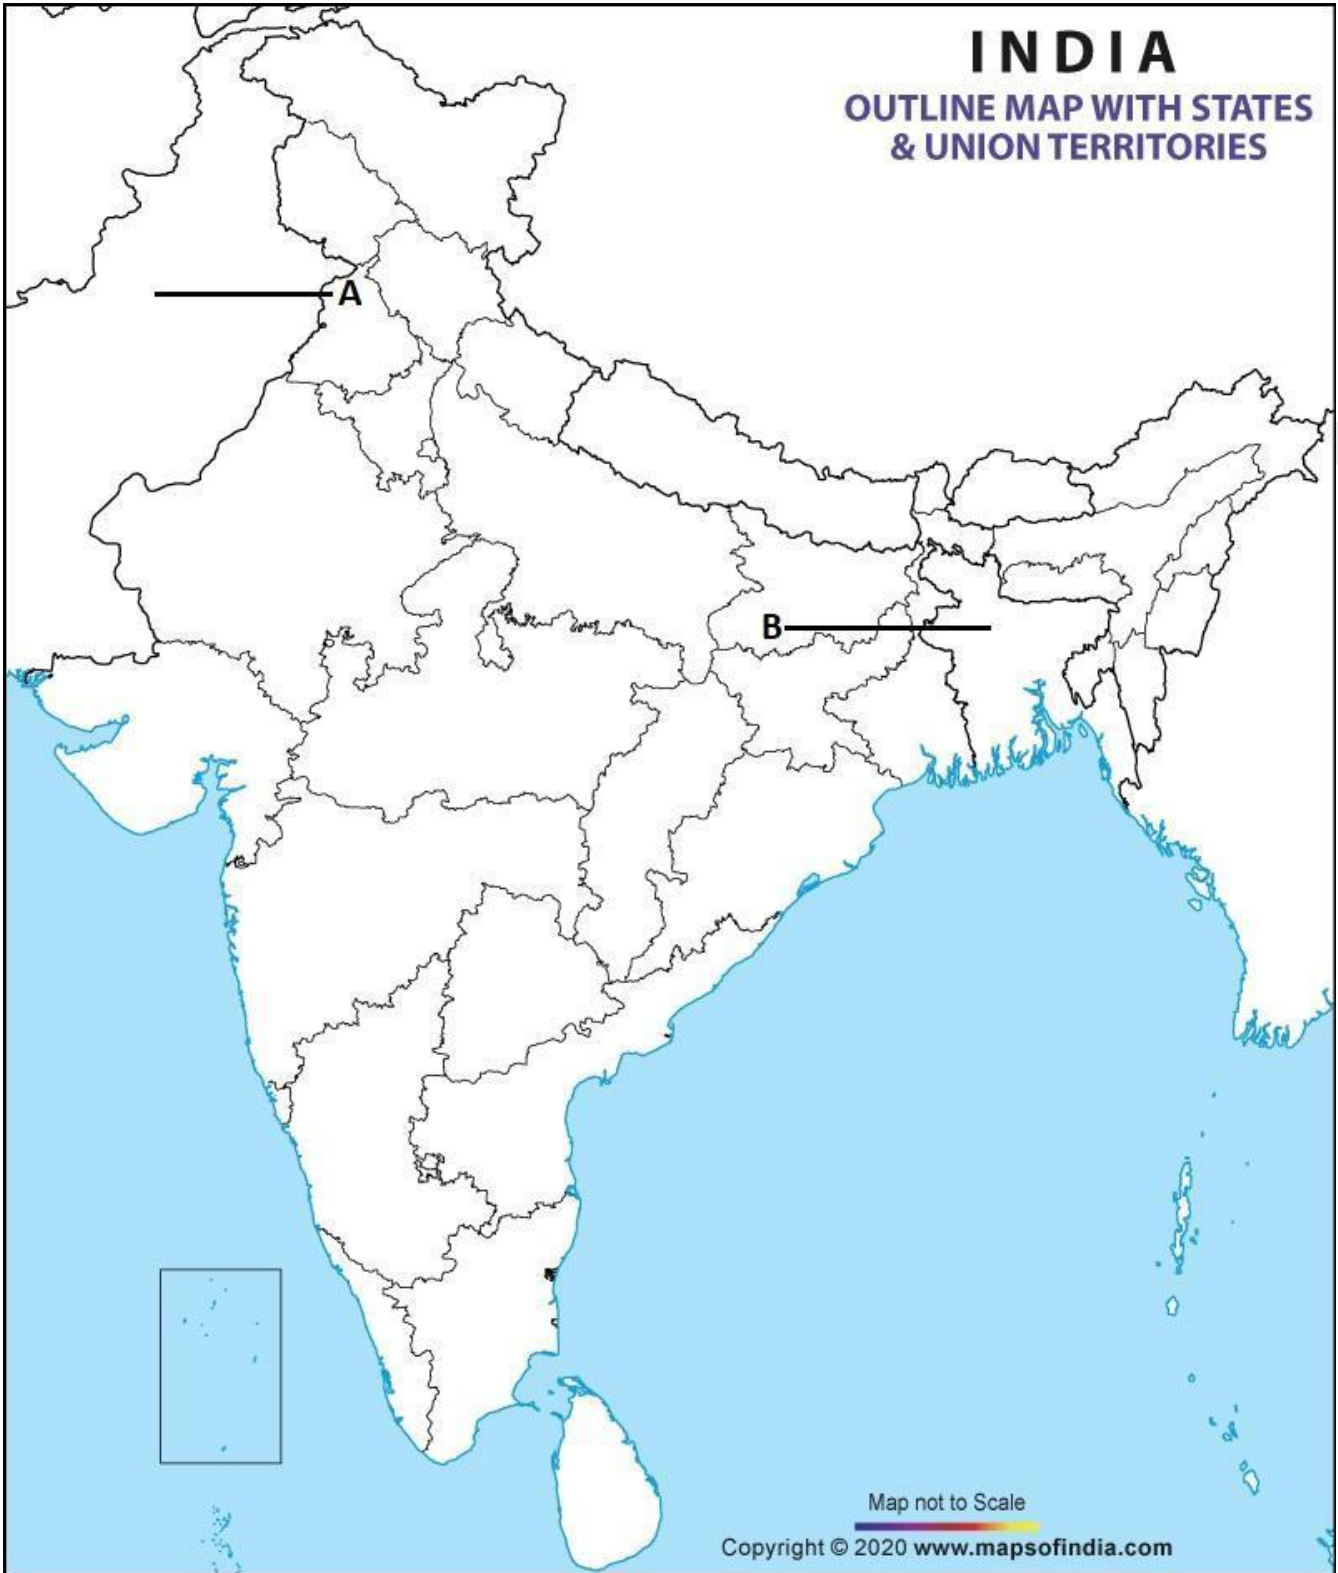 INDIA
OUTLINE MAP WITH STATES
& UNION TERRITORIES
A
B
Map not to Scale
Copyright © 2020 www.mapsofindia.com